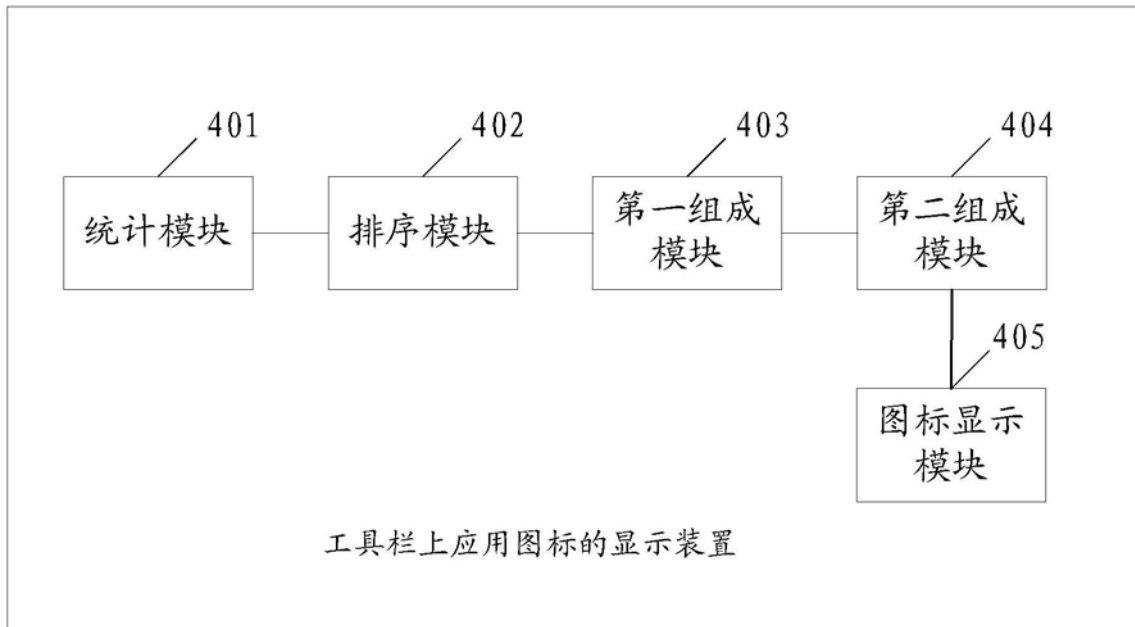 401
402
403
404
统计模块
排序模块
第一组成
模块
第二组成
模块
405
图标显示
模块
工具栏上应用图标的显示装置